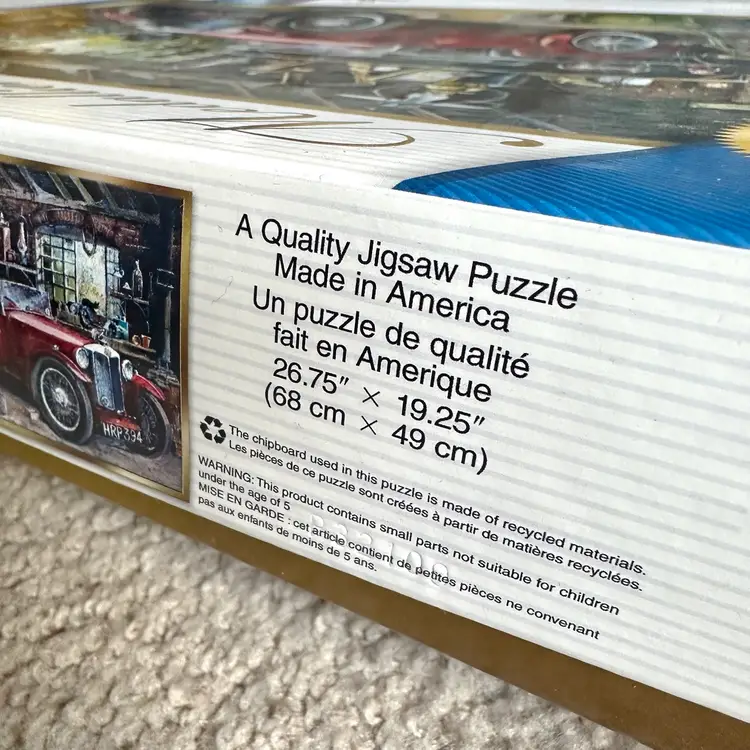 A Quality Jigsaw Puzzle
Made in America
Un puzzle de qualité
fait en Amerique
26.75" × 19.25"
(68 cm × 49 cm)
The chipboard used in this puzzle is made of recycled materials.
Les pièces de ce puzzle sont créées à partir de matières recyclées.
WARNING: This product contains small parts not suitable for children
under the age of 5
MISE EN GARDE : cet article contient de petites pièces ne convenant
pas aux enfants de moins de 5 ans.
HRP394